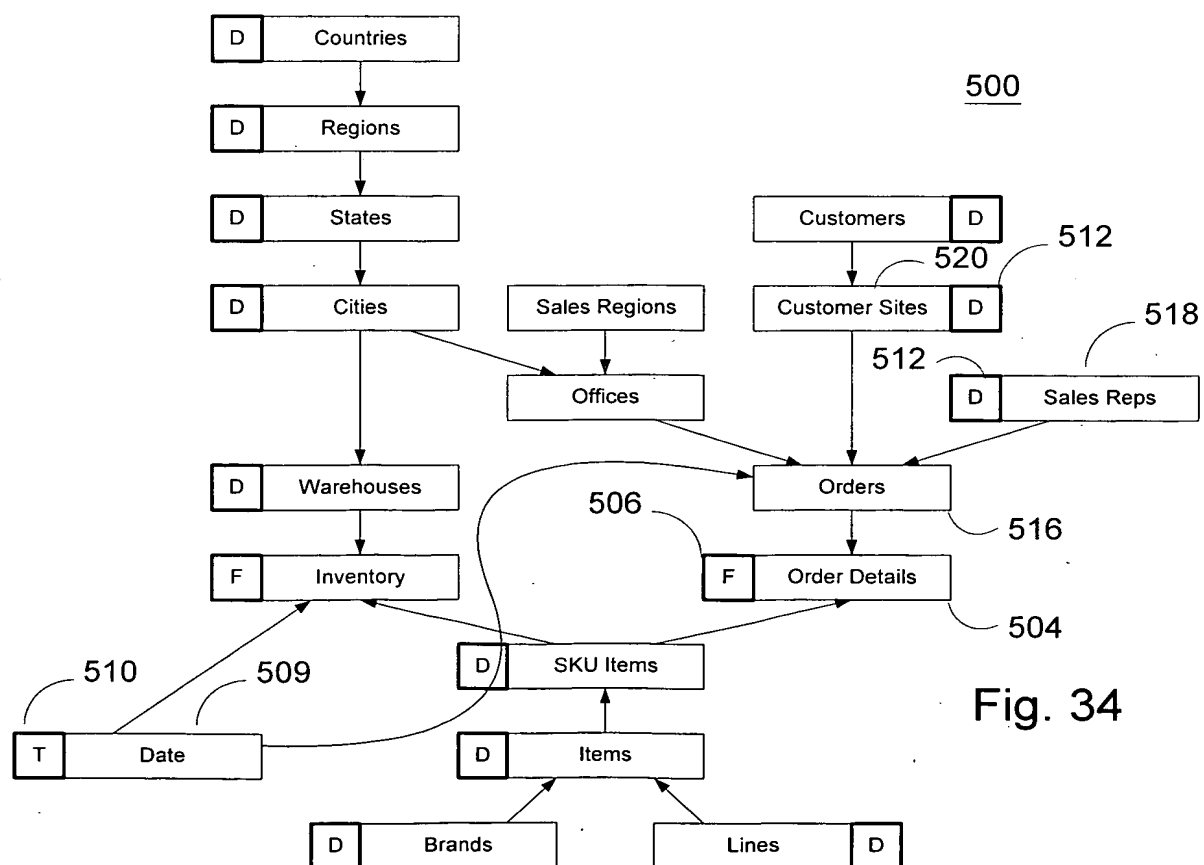 D Countries
500
D Regions
D States
Customers D
512
520
D Cities
Sales Regions
Customer Sites D
518
512
Offices
D Sales Reps
D Warehouses
Orders
506
516
F Inventory
F Order Details
504
D SKU Items
510
509
Fig. 34
T Date
D Items
D Brands
Lines D